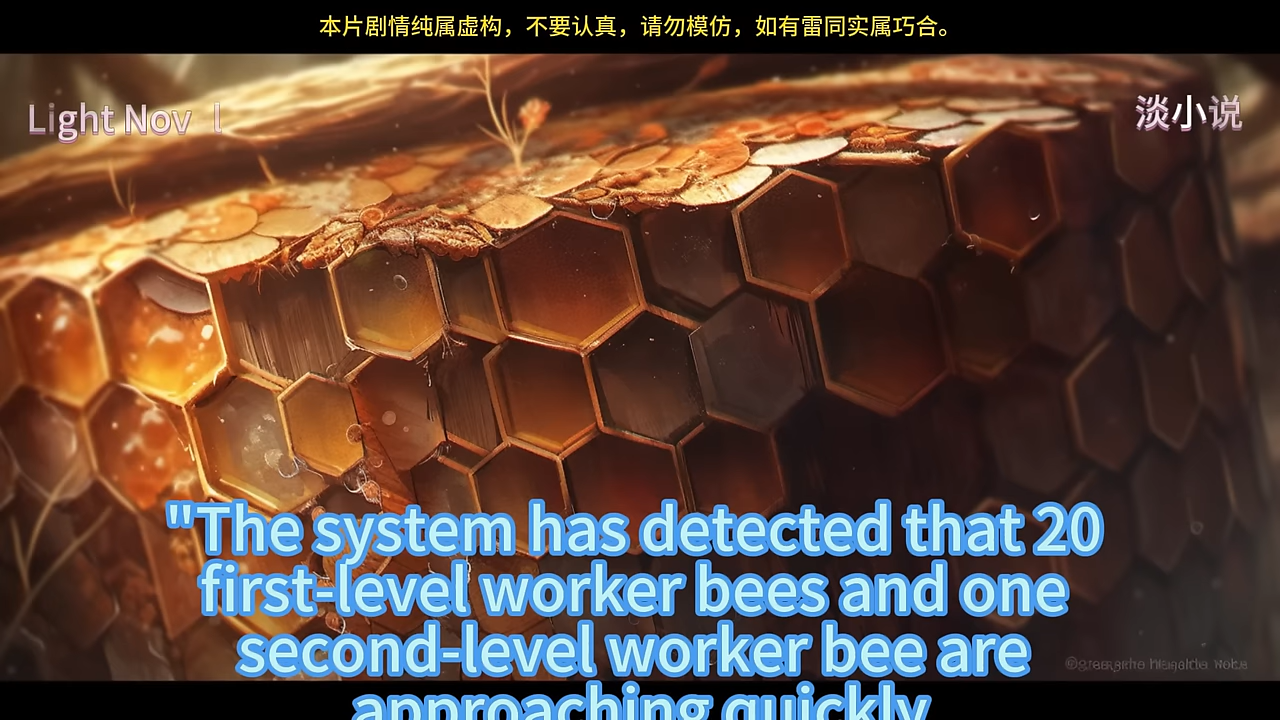 本片剧情纯属虚构，不要认真，请勿模仿，如有雷同实属巧合。
Light Nov l
淡小说
"The system has detected that 20
first-level worker bees and one
second-level worker bee are
approaching quickly